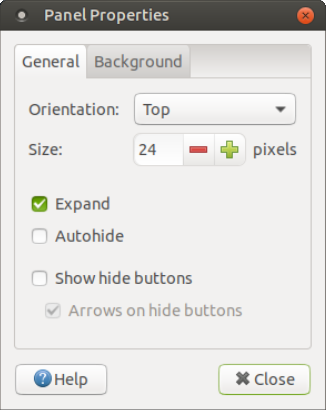 Panel Properties
General Background
Orientation: Top
Size: 24 pixels
Expand
Autohide
Show hide buttons
Arrows on hide buttons
Help Close